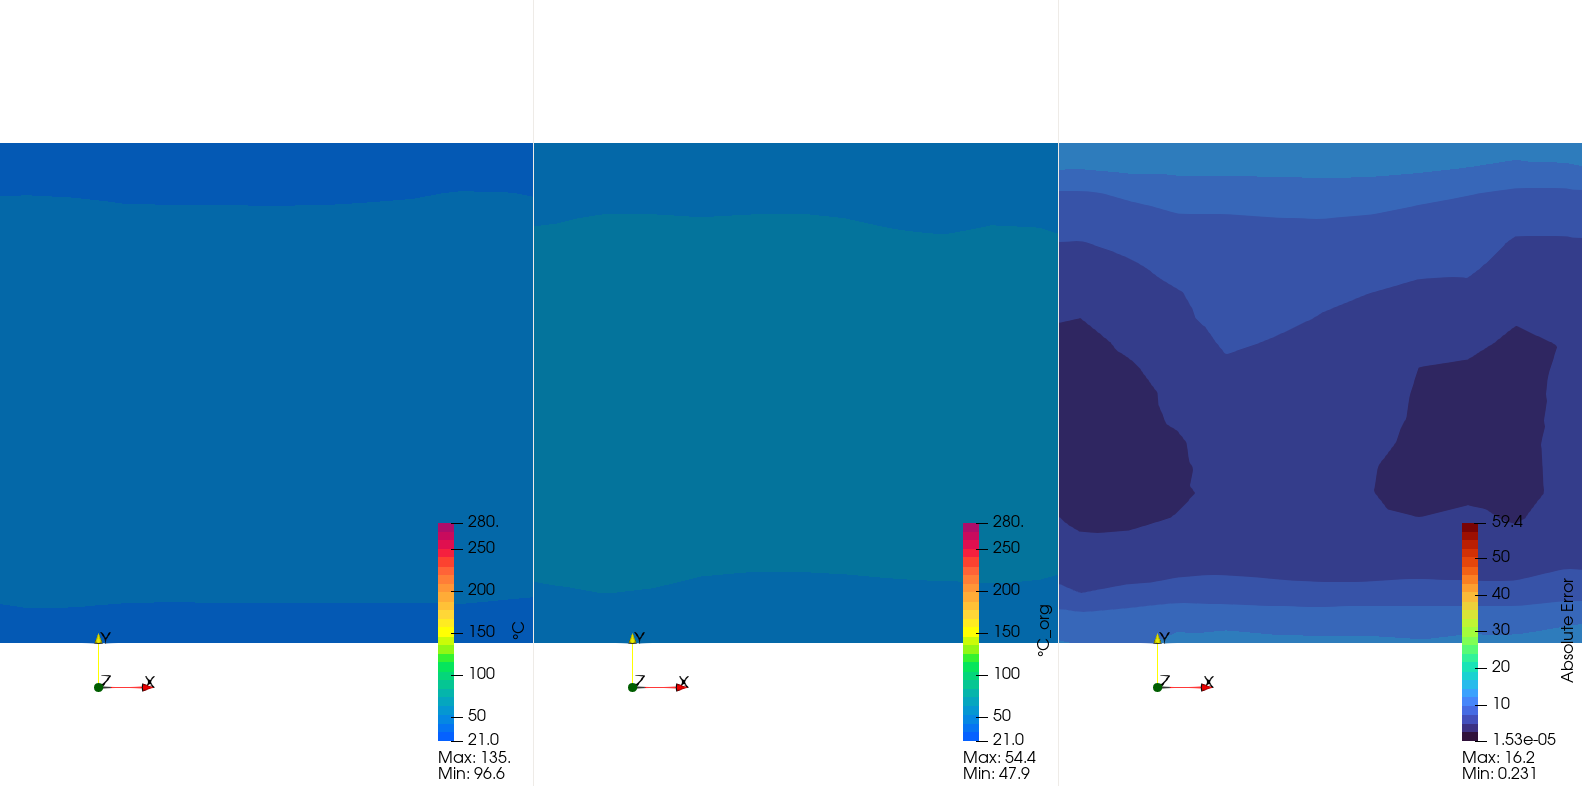 280.
250
200
150
100
50
21.0
°C
Max: 135.
Min: 96.6
Y
Z
X
280.
250
200
150
100
50
21.0
°C_org
Max: 54.4
Min: 47.9
Y
Z
X
59.4
50
40
30
20
10
1.53e-05
Absolute Error
Max: 16.2
Min: 0.231
Y
Z
X